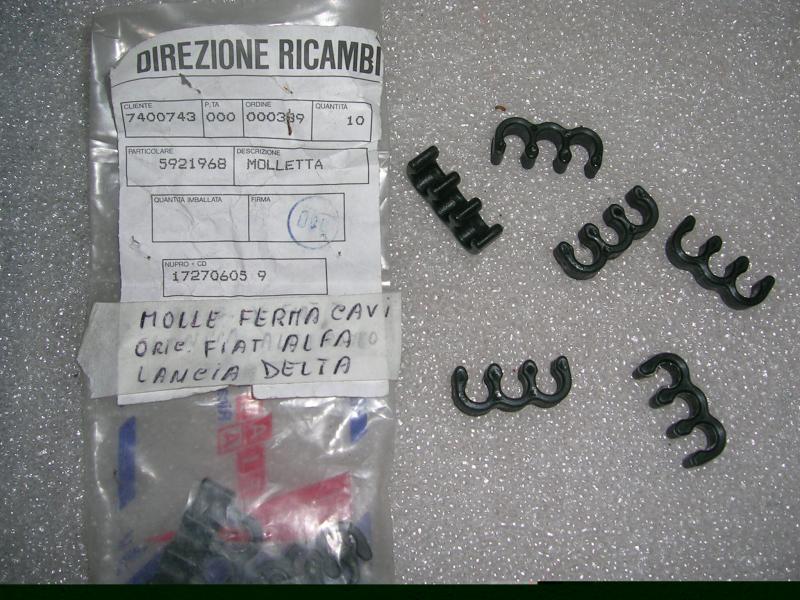 DIREZIONE RICAMBI
CLIENTE P.TA ORDINE QUANTITA
7400743 000 000389 10
PARTICOLARE DESCRIZIONE
5921968 MOLLETTA
QUANTITA IMBALLATA FIRMA
NUPRO + CD
17270605 9
MOLLE FERMA CAVI
ORIG. FIAT ALFA
LANCIA DELTA